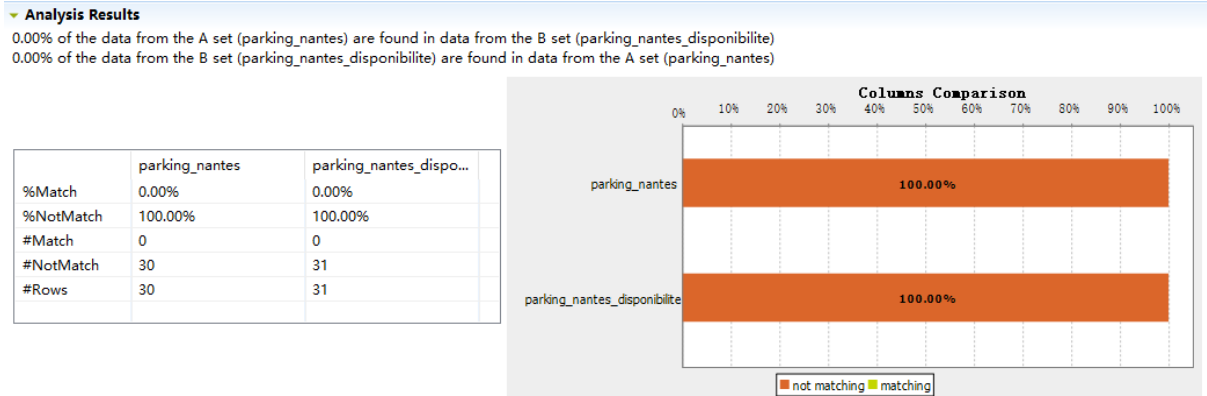 Analysis Results
0.00% of the data from the A set (parking_nantes) are found in data from the B set (parking_nantes_disponibilite)
0.00% of the data from the B set (parking_nantes_disponibilite) are found in data from the A set (parking_nantes)
parking_nantes parking_nantes_dispo...
%Match 0.00% 0.00%
%NotMatch 100.00% 100.00%
#Match 0 0
#NotMatch 30 31
#Rows 30 31
Columns Comparison
0% 10% 20% 30% 40% 50% 60% 70% 80% 90% 100%
parking_nantes 100.00%
parking_nantes_disponibilite 100.00%
not matching matching